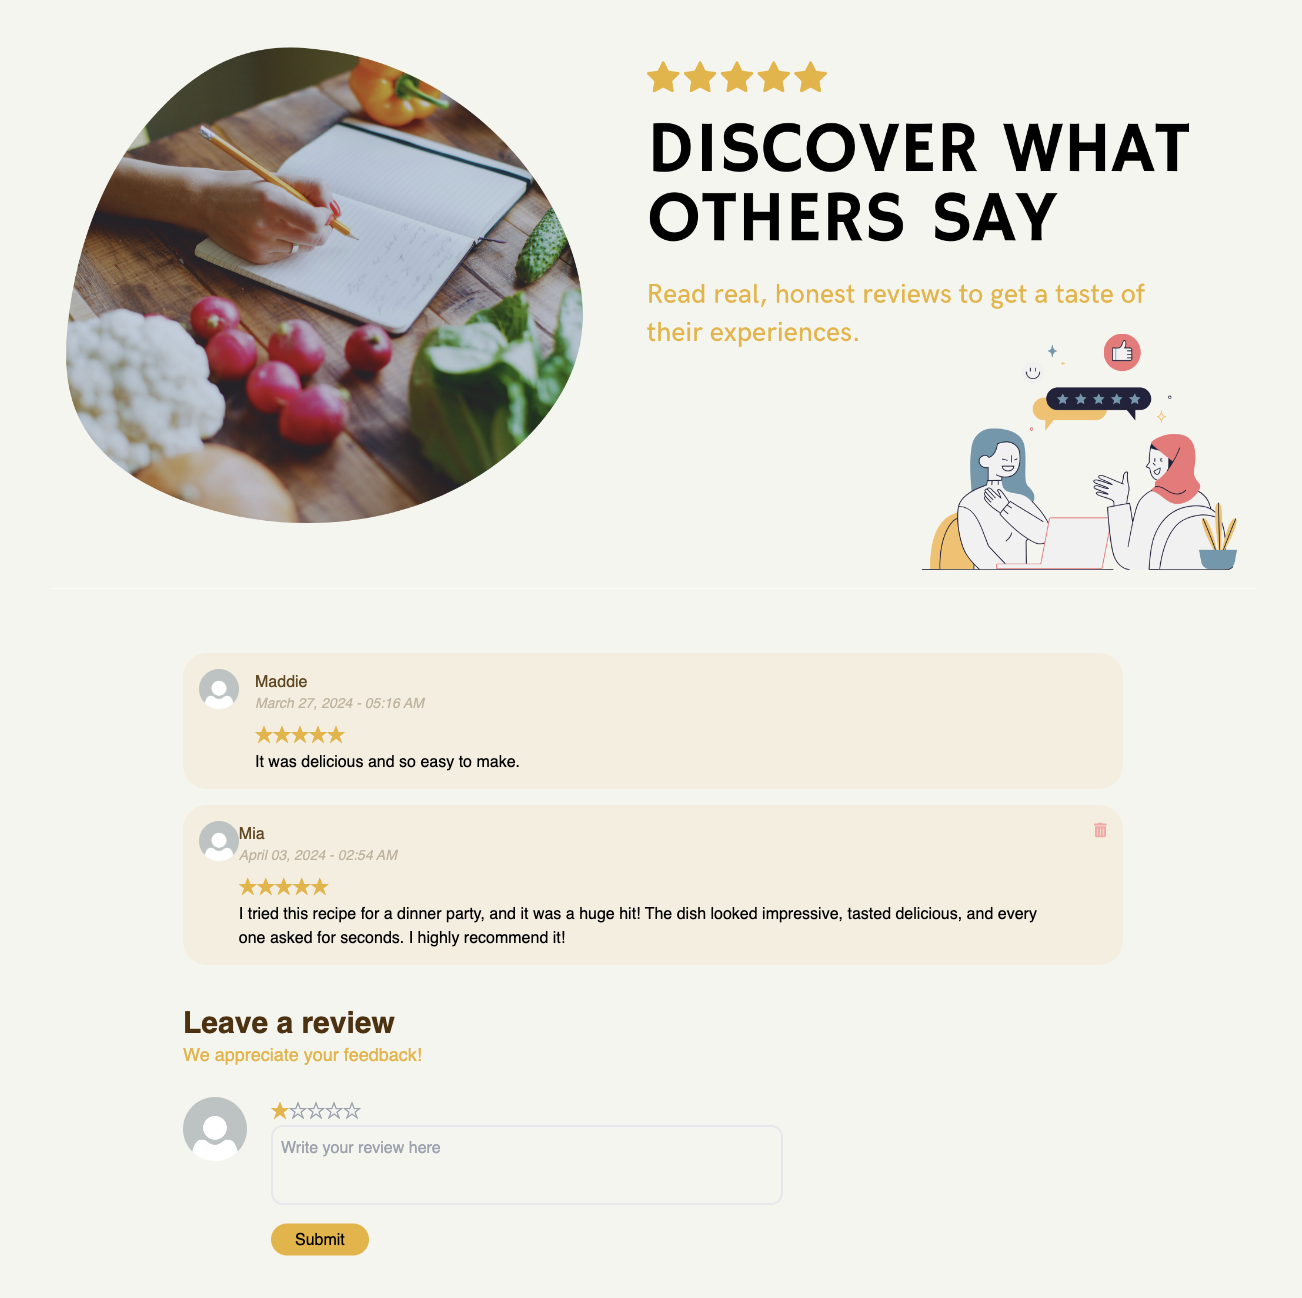 DISCOVER WHAT
OTHERS SAY
Read real, honest reviews to get a taste of
their experiences.
Maddie
March 27, 2024 - 05:16 AM
It was delicious and so easy to make.
Mia
April 03, 2024 - 02:54 AM
I tried this recipe for a dinner party, and it was a huge hit! The dish looked impressive, tasted delicious, and every
one asked for seconds. I highly recommend it!
Leave a review
We appreciate your feedback!
Write your review here
Submit